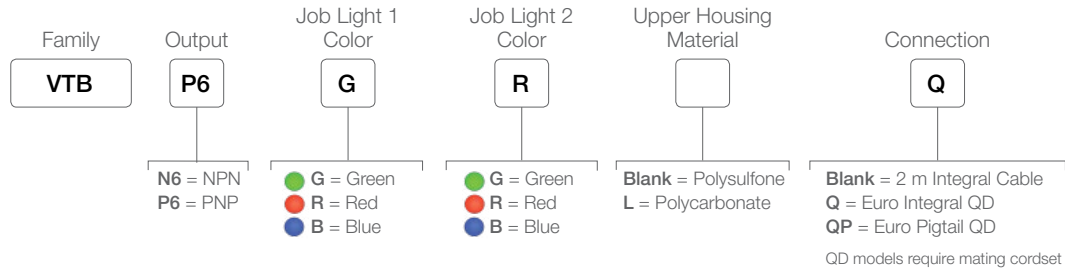 Family
Output
Job Light 1
Color
Job Light 2
Color
Upper Housing
Material
Connection
VTB
P6
G
R
Q
N6 = NPN
P6 = PNP
G = Green
R = Red
B = Blue
G = Green
R = Red
B = Blue
Blank = Polysulfone
L = Polycarbonate
Blank = 2 m Integral Cable
Q = Euro Integral QD
QP = Euro Pigtail QD
QD models require mating cordset